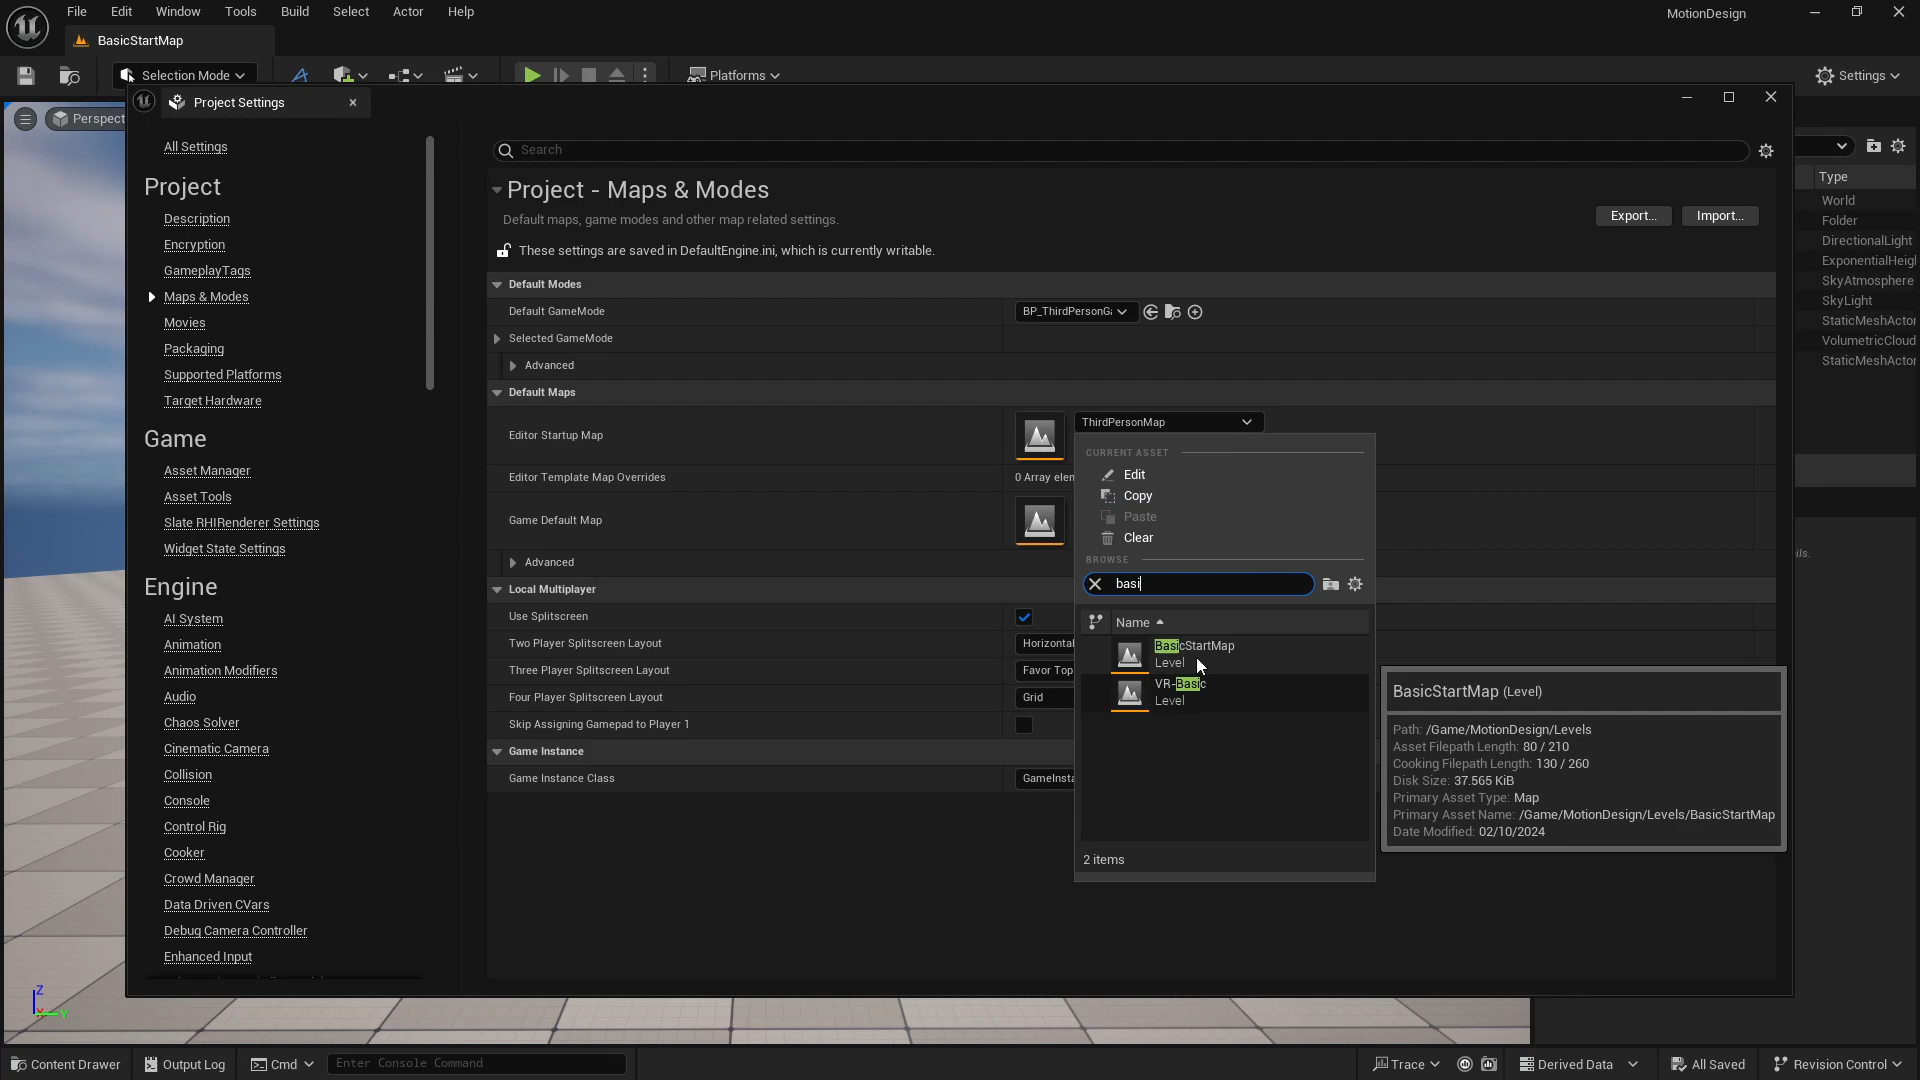 File Edit Window Tools Build Select Actor Help
MotionDesign
BasicStartMap
Selection Mode
Platforms
Settings
Project Settings
Perspect
All Settings
Project
Description
Encryption
GameplayTags
Maps & Modes
Movies
Packaging
Supported Platforms
Target Hardware
Game
Asset Manager
Asset Tools
Slate RHIRenderer Settings
Widget State Settings
Engine
AI System
Animation
Animation Modifiers
Audio
Chaos Solver
Cinematic Camera
Collision
Console
Control Rig
Cooker
Crowd Manager
Data Driven CVars
Debug Camera Controller
Enhanced Input
Search
Project - Maps & Modes
Default maps, game modes and other map related settings.
Export...
Import...
These settings are saved in DefaultEngine.ini, which is currently writable.
Default Modes
Default GameMode
BP_ThirdPersonGa
Selected GameMode
Advanced
Default Maps
Editor Startup Map
ThirdPersonMap
Editor Template Map Overrides
0 Array elem
Game Default Map
Advanced
Local Multiplayer
Use Splitscreen
Two Player Splitscreen Layout
Horizontal
Three Player Splitscreen Layout
Favor Top
Four Player Splitscreen Layout
Grid
Skip Assigning Gamepad to Player 1
Game Instance
Game Instance Class
GameInsta
CURRENT ASSET
Edit
Copy
Paste
Clear
BROWSE
basi
Name
BasicStartMap
Level
VR-Basic
Level
2 items
BasicStartMap (Level)
Path: /Game/MotionDesign/Levels
Asset Filepath Length: 80 / 210
Cooking Filepath Length: 130 / 260
Disk Size: 37.565 KiB
Primary Asset Type: Map
Primary Asset Name: /Game/MotionDesign/Levels/BasicStartMap
Date Modified: 02/10/2024
Type
World
Folder
DirectionalLight
ExponentialHeigl
SkyAtmosphere
SkyLight
StaticMeshActor
VolumetricCloud
StaticMeshActor
ils.
Z
X
Y
Content Drawer
Output Log
Cmd
Enter Console Command
Trace
Derived Data
All Saved
Revision Control